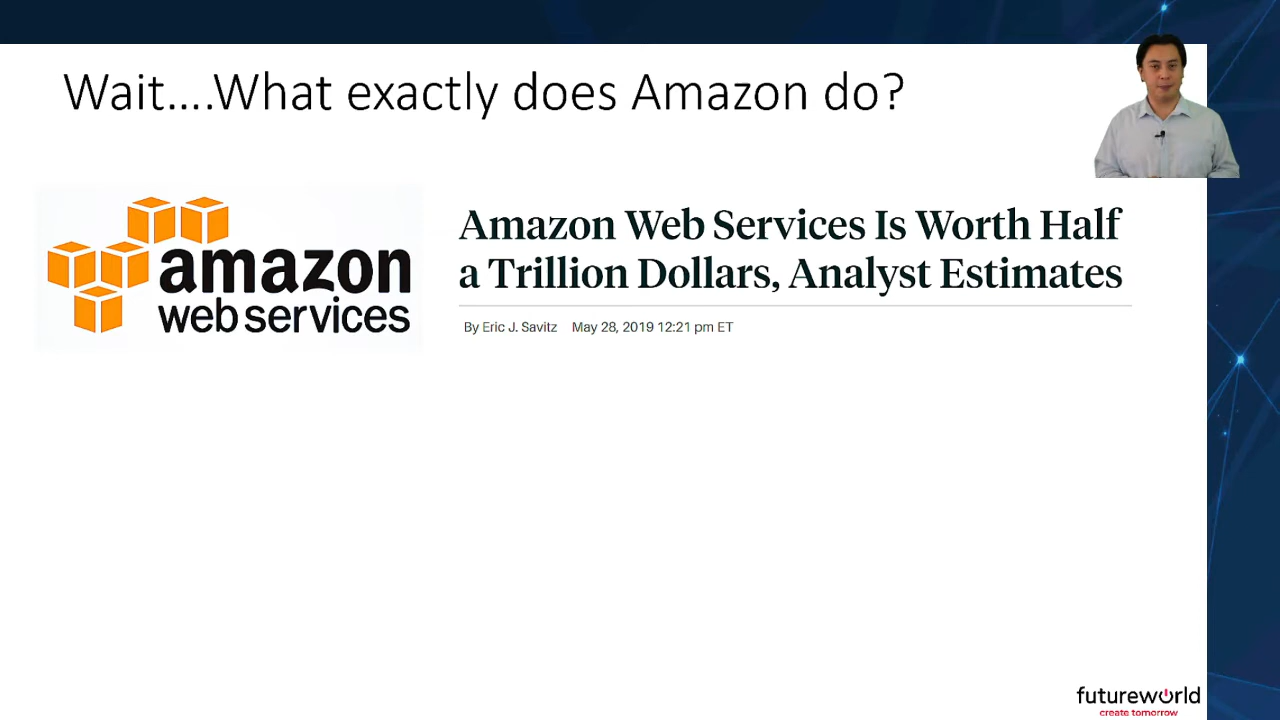 Wait....What exactly does Amazon do?
amazon
web services
Amazon Web Services Is Worth Half
a Trillion Dollars, Analyst Estimates
By Eric J. Savitz May 28, 2019 12:21 pm ET
futureworld
create tomorrow